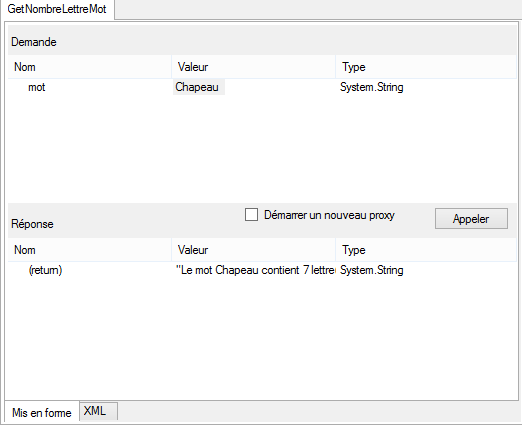 GetNombreLettreMot
Demande
Nom Valeur Type
mot Chapeau System.String
Réponse Démarrer un nouveau proxy Appeler
Nom Valeur Type
(return) "Le mot Chapeau contient 7 lettre System.String
Mis en forme XML